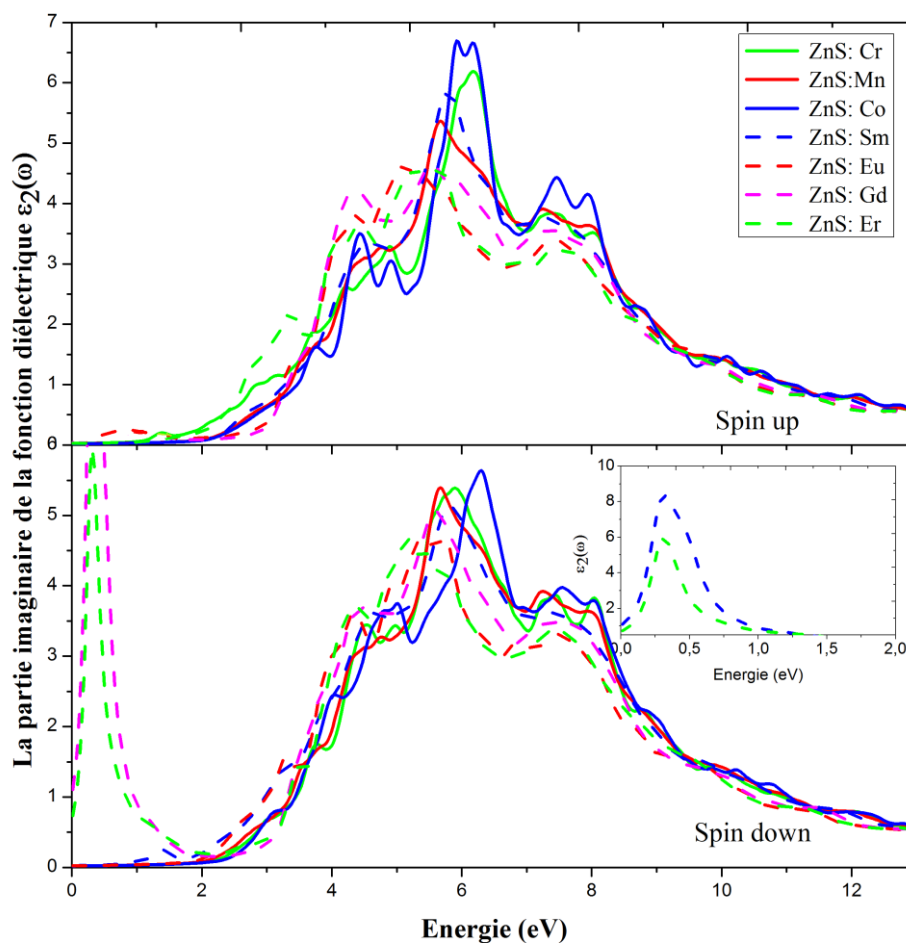 La partie imaginaire de la fonction diélectrique ε2(ω)
7
6
5
4
3
2
1
0
ZnS: Cr
ZnS:Mn
ZnS: Co
ZnS: Sm
ZnS: Eu
ZnS: Gd
ZnS: Er
Spin up
5
4
3
2
1
0
10
8
6
4
2
ε2(ω)
0,0 0,5 1,0 1,5 2,0
Energie (eV)
Spin down
0 2 4 6 8 10 12
Energie (eV)